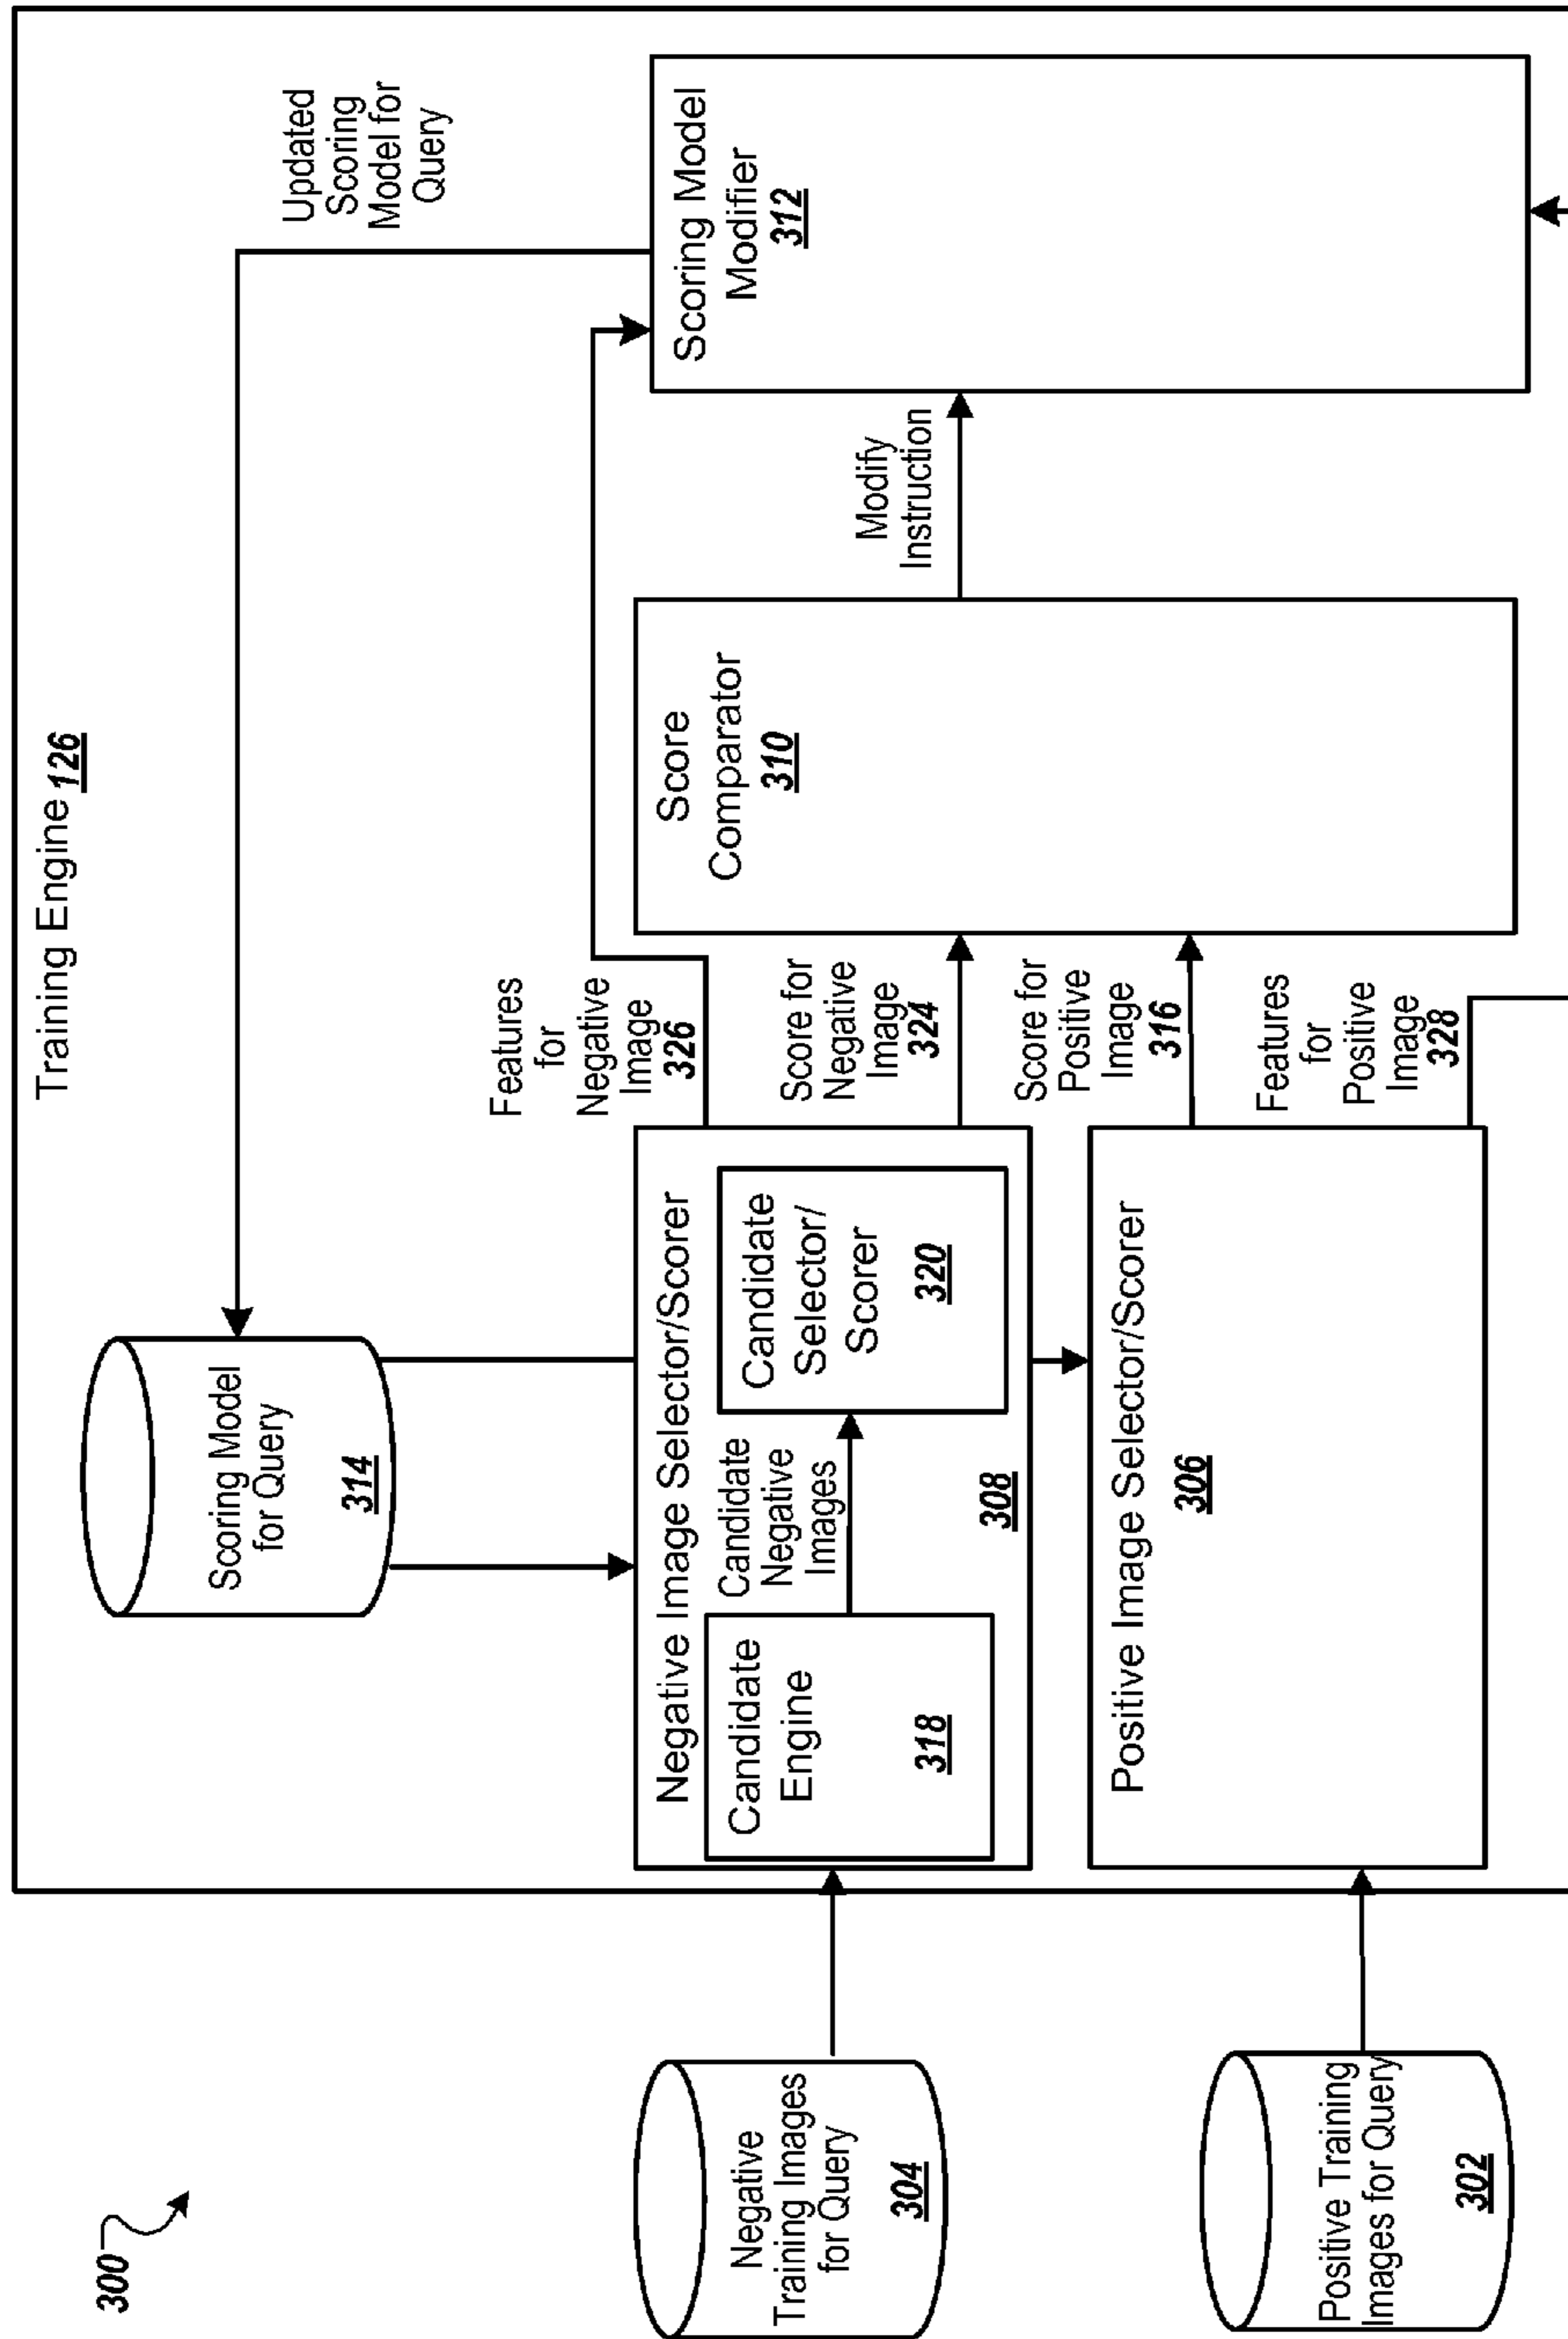 300
Training Engine 126
Scoring Model
for Query
314
Updated
Scoring
Model for
Query
Negative
Training Images
for Query
304
Negative Image Selector/Scorer
Candidate
Engine
318
Candidate
Negative
Images
Candidate
Selector/
Scorer
320
308
Features
for
Negative
Image
326
Score for
Negative
Image
324
Score
Comparator
310
Modify
Instruction
Scoring Model
Modifier
312
Positive Training
Images for Query
302
Positive Image Selector/Scorer
306
Score for
Positive
Image
316
Features
for
Positive
Image
328